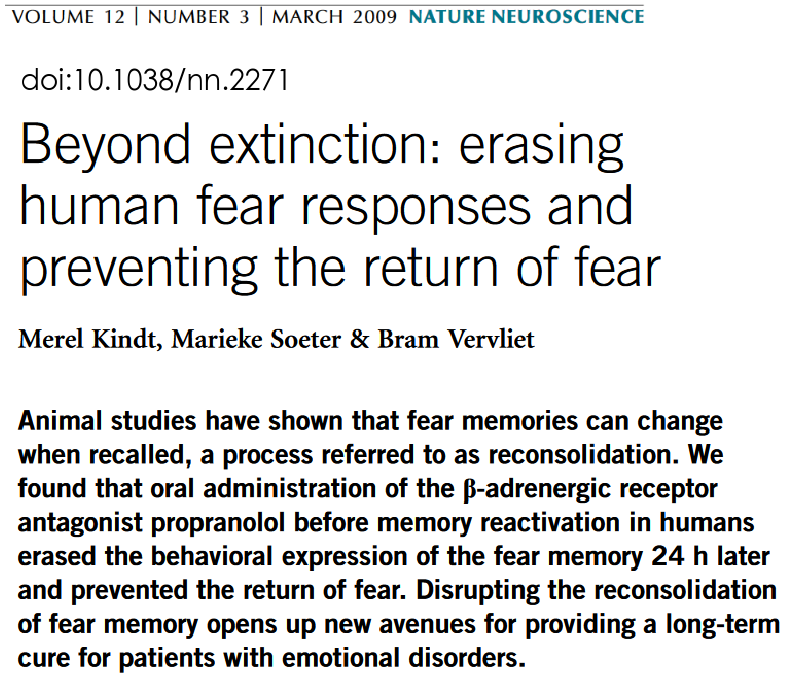 VOLUME 12 | NUMBER 3 | MARCH 2009 NATURE NEUROSCIENCE
doi:10.1038/nn.2271
Beyond extinction: erasing
human fear responses and
preventing the return of fear
Merel Kindt, Marieke Soeter & Bram Vervliet
Animal studies have shown that fear memories can change
when recalled, a process referred to as reconsolidation. We
found that oral administration of the β-adrenergic receptor
antagonist propranolol before memory reactivation in humans
erased the behavioral expression of the fear memory 24 h later
and prevented the return of fear. Disrupting the reconsolidation
of fear memory opens up new avenues for providing a long-term
cure for patients with emotional disorders.